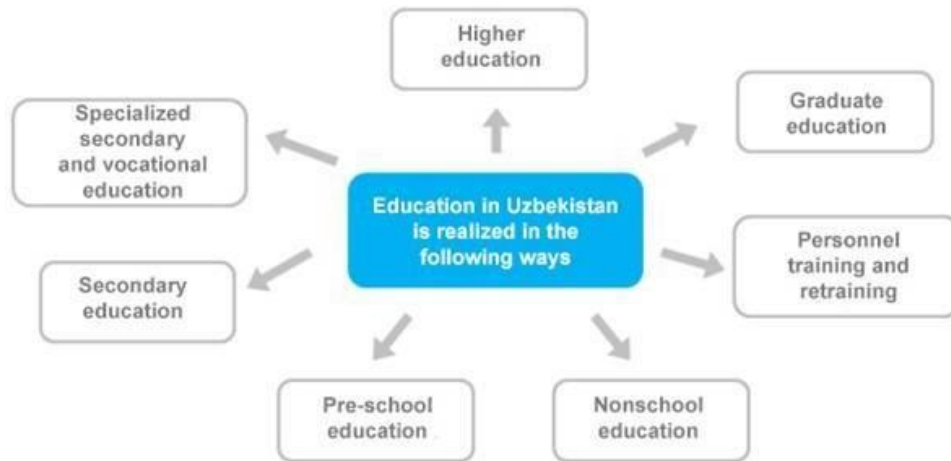 Higher
education
Specialized
secondary
and vocational
education
Graduate
education
Education in Uzbekistan
is realized in the
following ways
Personnel
training and
retraining
Secondary
education
Pre-school
education
Nonschool
education